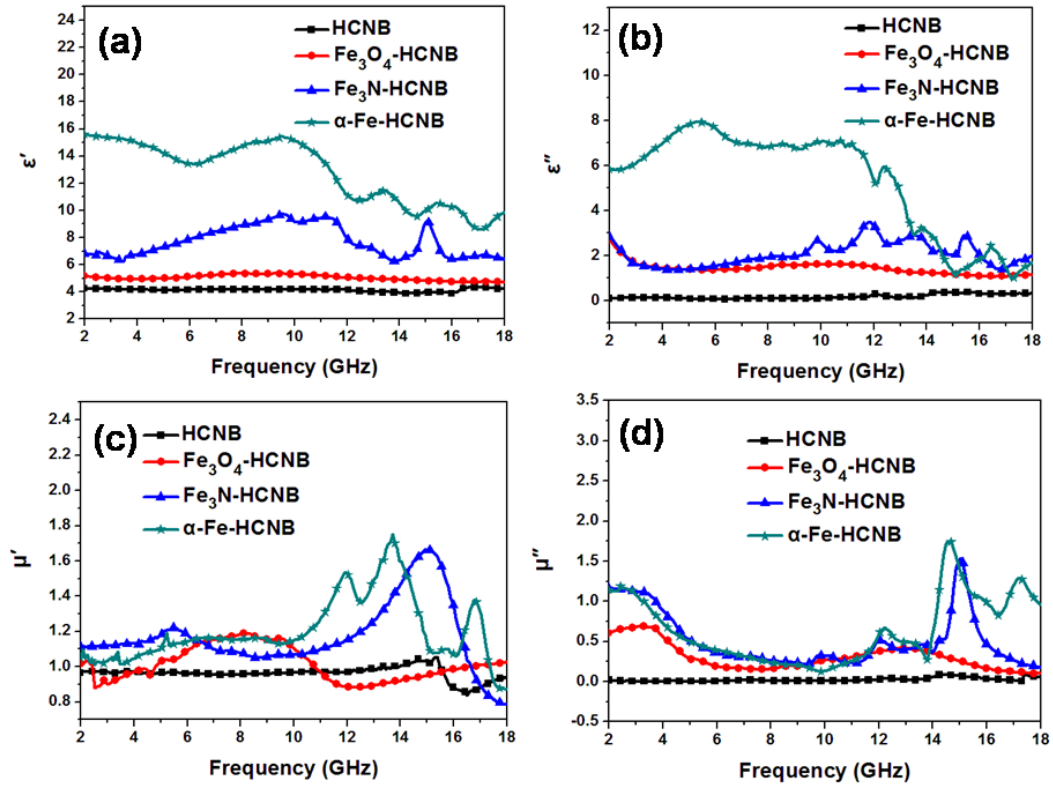 (a)
HCNB
Fe₃O₄-HCNB
Fe₃N-HCNB
α-Fe-HCNB
24
22
20
18
16
14
12
10
8
6
4
2
ε′
2 4 6 8 10 12 14 16 18
Frequency (GHz)
(b)
HCNB
Fe₃O₄-HCNB
Fe₃N-HCNB
α-Fe-HCNB
12
10
8
6
4
2
0
ε″
2 4 6 8 10 12 14 16 18
Frequency (GHz)
(c)
HCNB
Fe₃O₄-HCNB
Fe₃N-HCNB
α-Fe-HCNB
2.4
2.2
2.0
1.8
1.6
1.4
1.2
1.0
0.8
μ′
2 4 6 8 10 12 14 16 18
Frequency (GHz)
(d)
HCNB
Fe₃O₄-HCNB
Fe₃N-HCNB
α-Fe-HCNB
3.5
3.0
2.5
2.0
1.5
1.0
0.5
0.0
-0.5
μ″
2 4 6 8 10 12 14 16 18
Frequency (GHz)